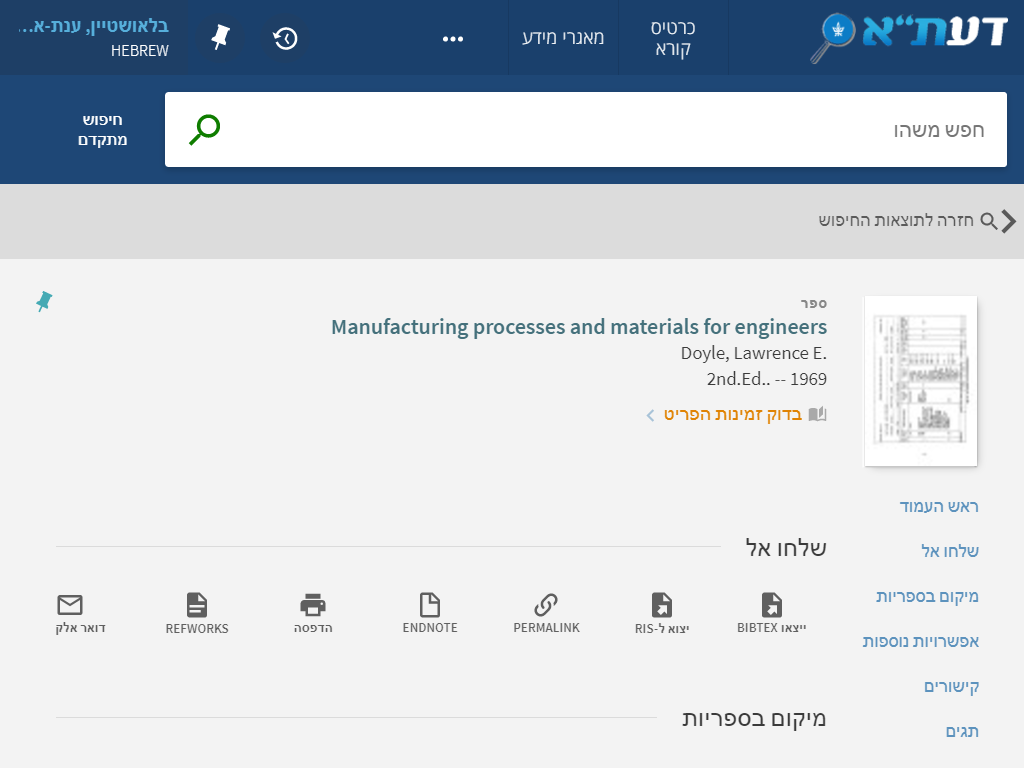 דעת"א
כרטיס
קורא
מאגרי מידע
בלאושטיין, ענת-א...
HEBREW
חפש משהו
חיפוש
מתקדם
חזרה לתוצאות החיפוש
ספר
Manufacturing processes and materials for engineers
Doyle, Lawrence E.
2nd.Ed.. -- 1969
בדוק זמינות הפריט
ראש העמוד
שלחו אל
מיקום בספריות
אפשרויות נוספות
קישורים
תגים
שלחו אל
ייצאו BIBTEX
יצוא ל-RIS
PERMALINK
ENDNOTE
הדפסה
REFWORKS
דואר אלק
מיקום בספריות